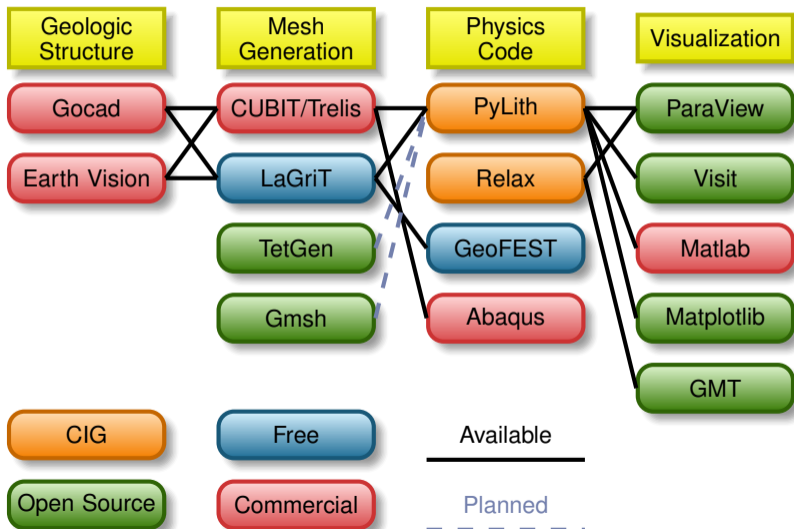 Geologic
Structure
Mesh
Generation
Physics
Code
Visualization
Gocad
CUBIT/Trelis
PyLith
ParaView
Earth Vision
LaGriT
Relax
Visit
TetGen
GeoFEST
Matlab
Gmsh
Abaqus
Matplotlib
GMT
CIG
Free
Available
Open Source
Commercial
Planned